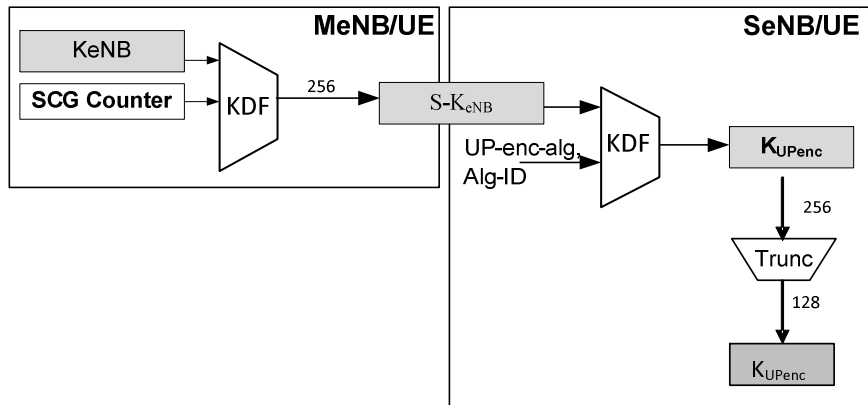 MeNB/UE
KeNB
SCG Counter
KDF
256
S-KeNB
SeNB/UE
UP-enc-alg,
Alg-ID
KDF
KUPenc
256
Trunc
128
KUPenc